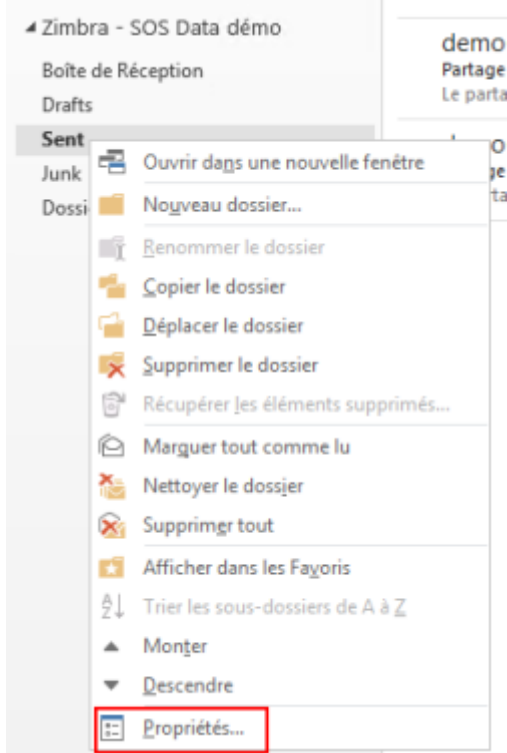 Zimbra - SOS Data démo
Boîte de Réception
Drafts
Sent
Junk
demo
Partage
Ouvrir dans une nouvelle fenêtre
Nouveau dossier...
Renommer le dossier
Copier le dossier
Déplacer le dossier
Supprimer le dossier
Récupérer les éléments supprimés...
Marquer tout comme lu
Nettoyer le dossier
Supprimer tout
Afficher dans les Favoris
Trier les sous-dossiers de A à Z
Monter
Descendre
Propriétés...